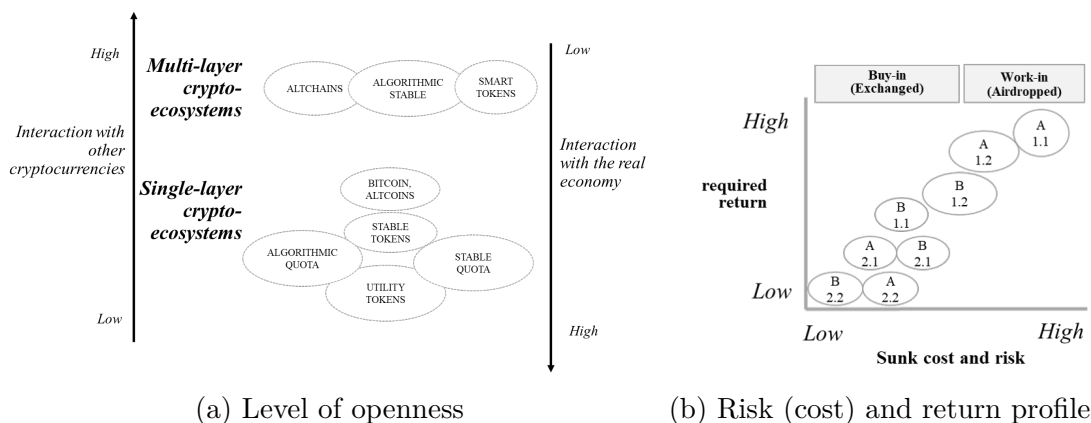 High
Multi-layer
crypto-
ecosystems
ALTCHAINS
ALGORITHMIC
STABLE
SMART
TOKENS
Low
Interaction with
other
cryptocurrencies
Interaction
with the real
economy
Single-layer
crypto-
ecosystems
BITCOIN,
ALTCOINS
STABLE
TOKENS
ALGORITHMIC
QUOTA
STABLE
QUOTA
UTILITY
TOKENS
Low
High
(a) Level of openness
Buy-in
(Exchanged)
Work-in
(Airdropped)
High
required
return
Low
A
1.1
A
1.2
B
1.2
B
1.1
A
2.1
B
2.1
B
2.2
A
2.2
Low
High
Sunk cost and risk
(b) Risk (cost) and return profile